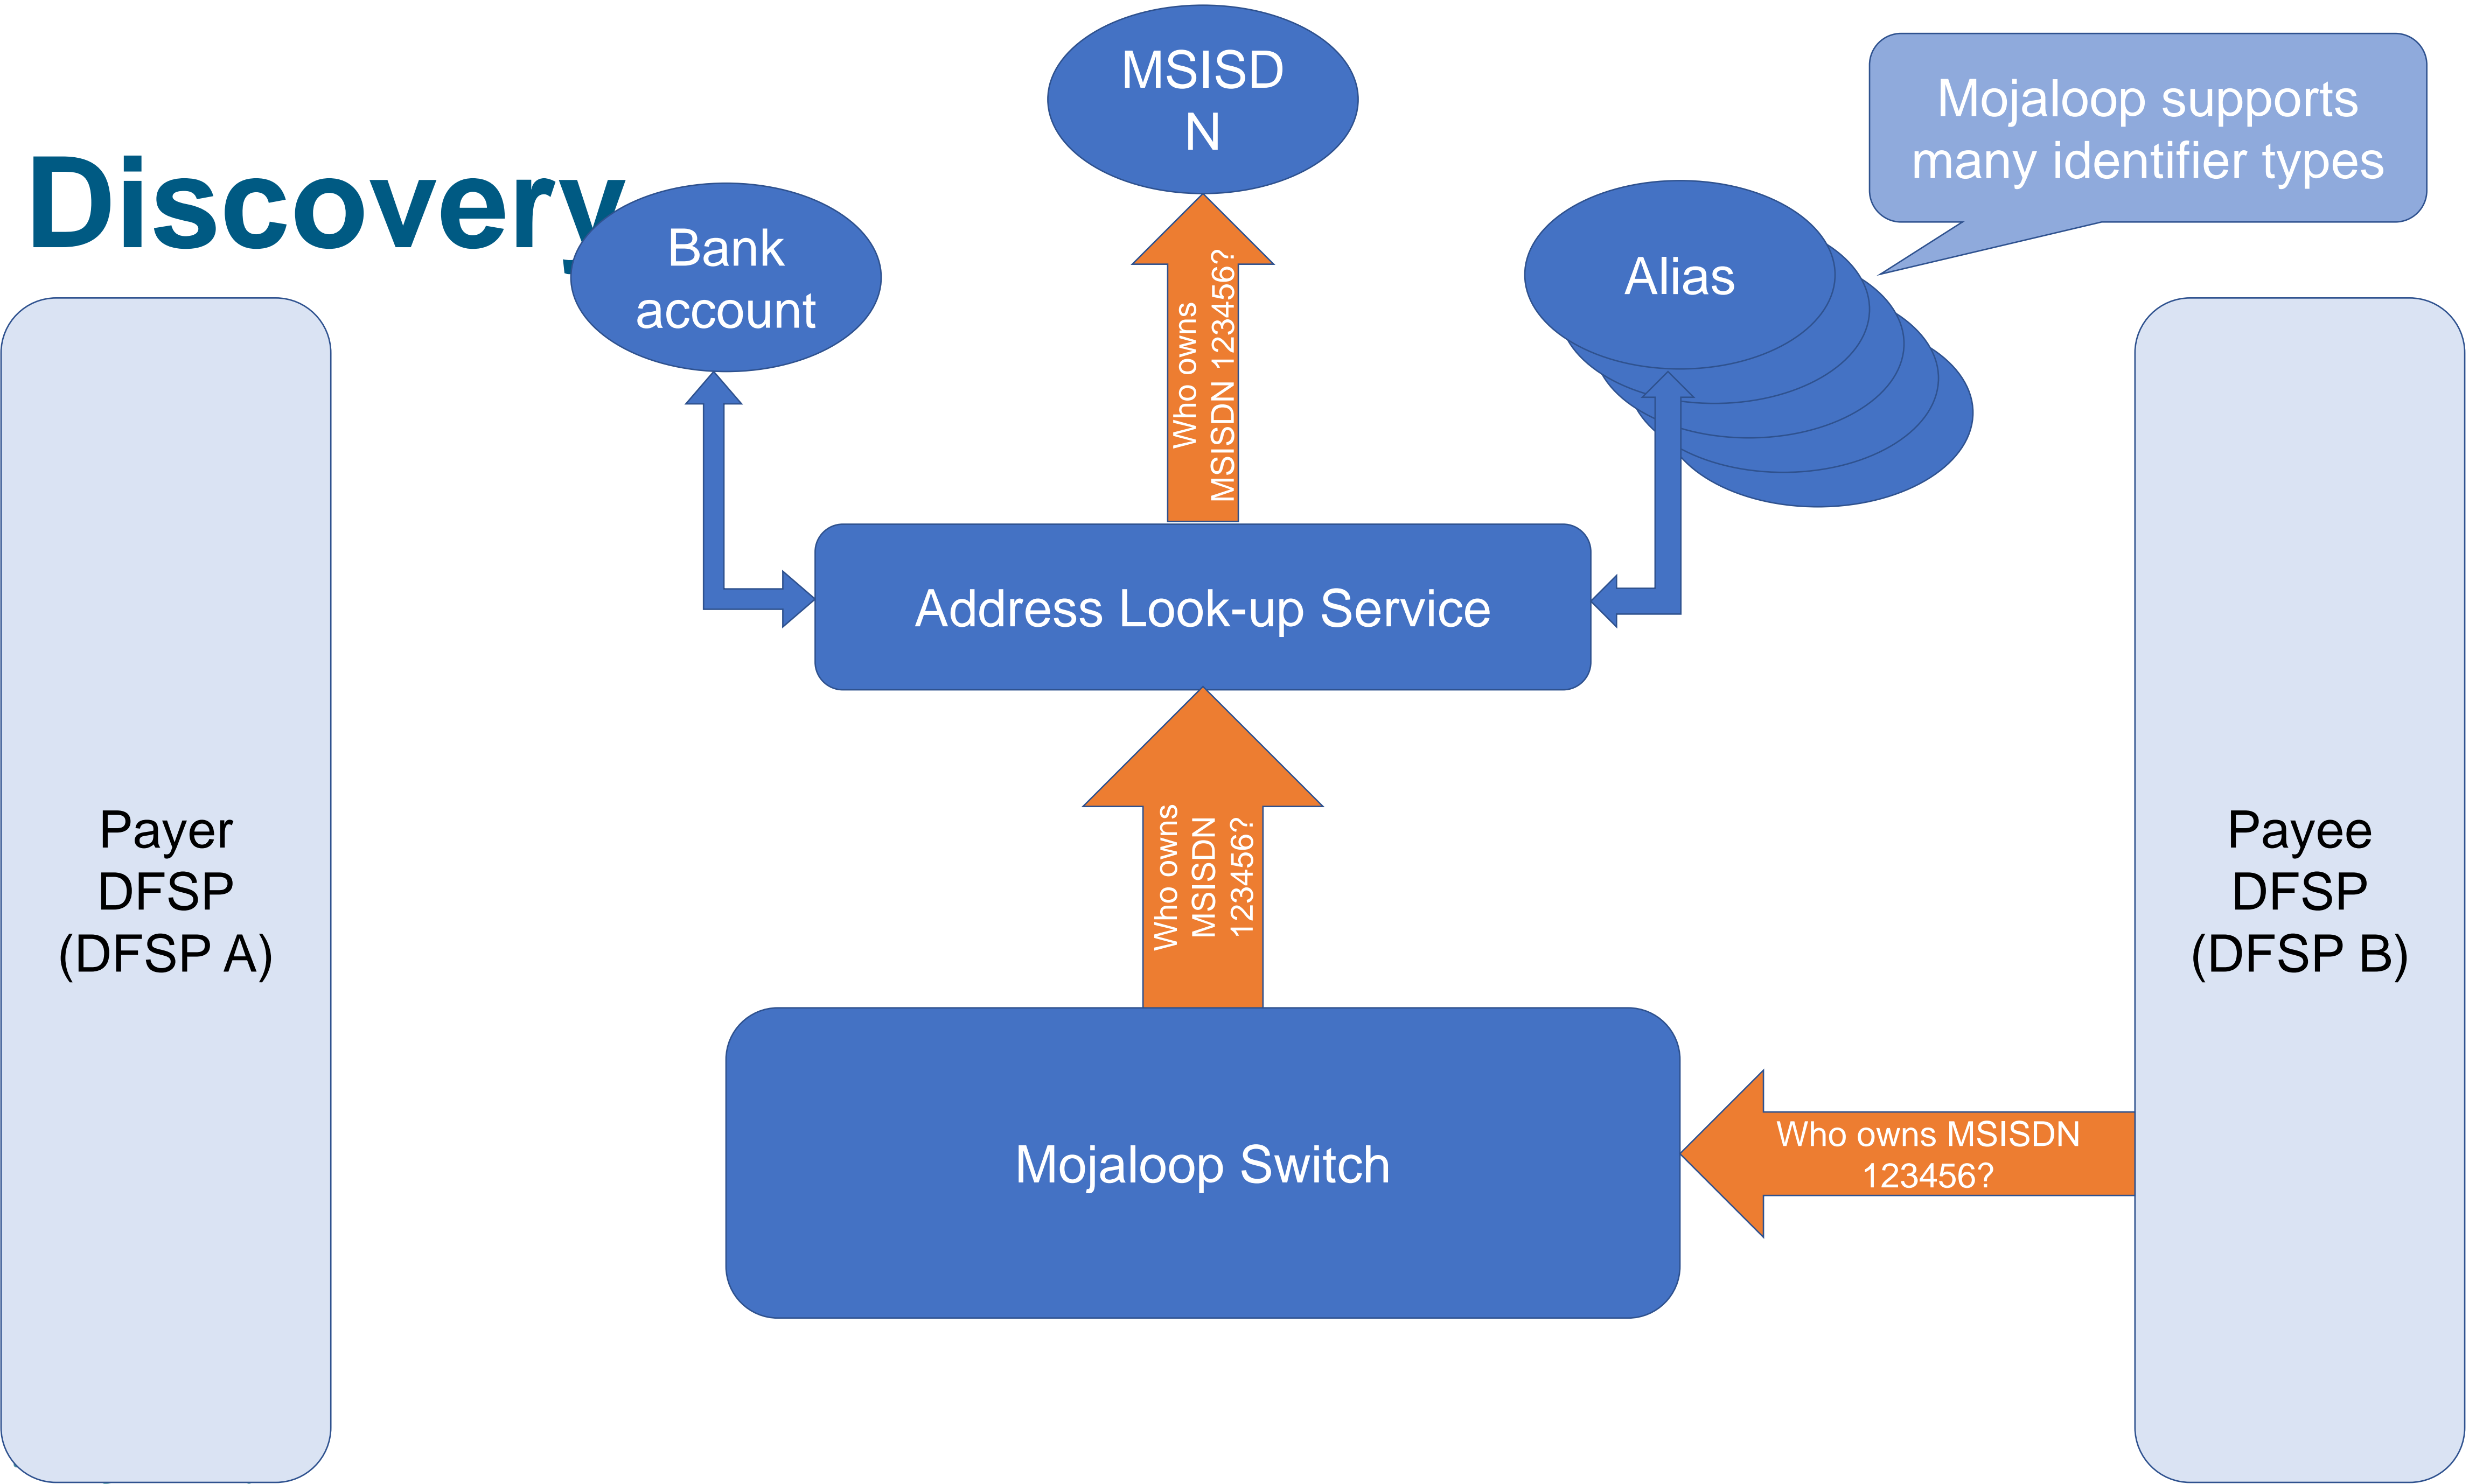 MSISD
N
Mojaloop supports
many identifier types
Discovery
Bank
account
Alias
Who owns
MSISDN 123456?
Address Look-up Service
Payer
DFSP
(DFSP A)
Who owns
MSISDN
123456?
Payee
DFSP
(DFSP B)
Who owns MSISDN
123456?
Mojaloop Switch